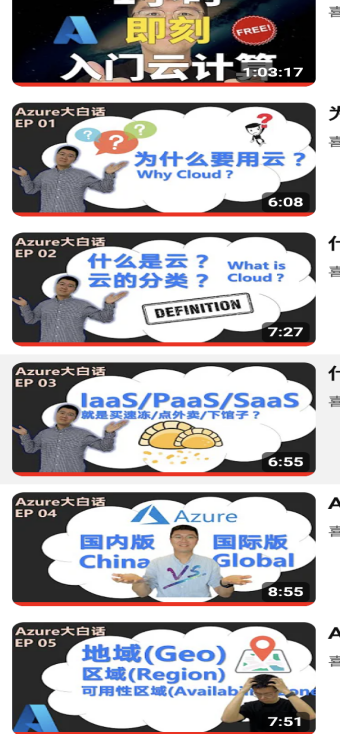 即刻
FREE!
入门云计算
1:03:17
Azure大白话
EP 01
为什么要用云？
Why Cloud？
6:08
Azure大白话
EP 02
什么是云？
云的分类？
What is
Cloud？
DEFINITION
7:27
Azure大白话
EP 03
IaaS/PaaS/SaaS
就是买速冻/点外卖/下馆子？
6:55
Azure大白话
EP 04
Azure
国内版
China
VS.
国际版
Global
8:55
Azure大白话
EP 05
地域(Geo)
区域(Region)
可用性区域(Availab
7:51